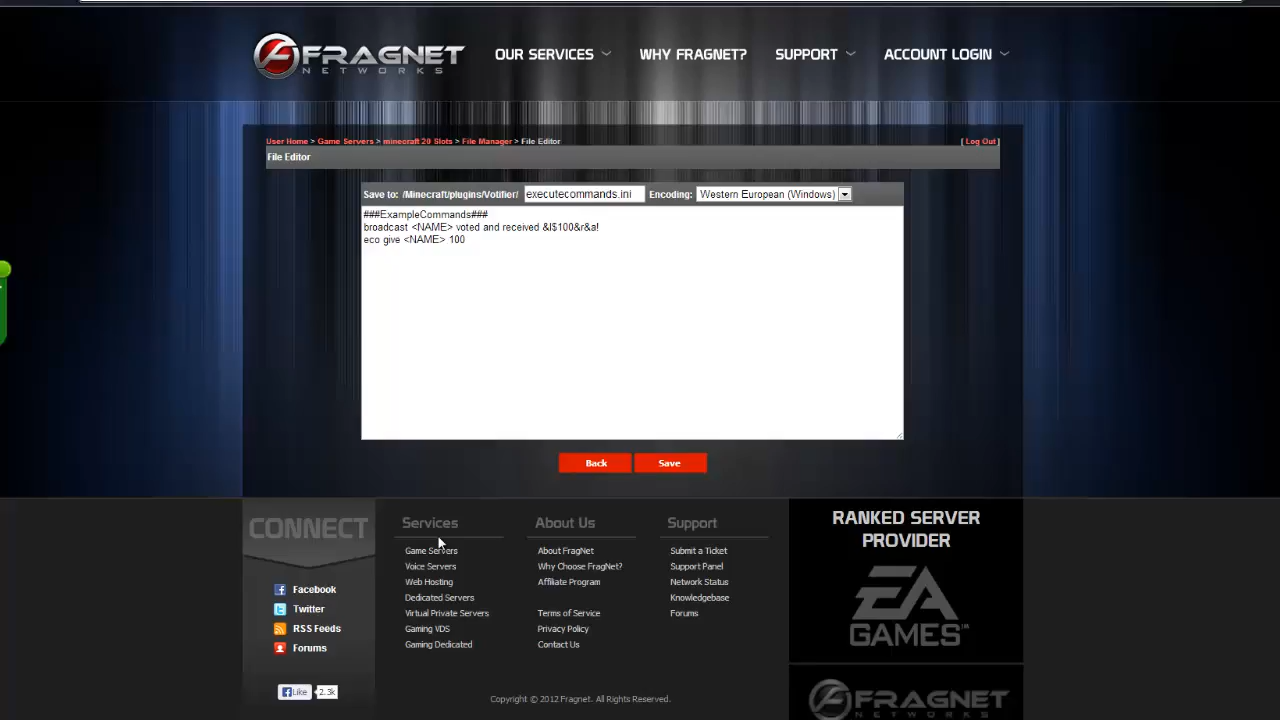 FRAGNET
NETWORKS
OUR SERVICES
WHY FRAGNET?
SUPPORT
ACCOUNT LOGIN
User Home > Game Servers > minecraft 20 Slots > File Manager > File Editor
[ Log Out ]
File Editor
Save to: /Minecraft/plugins/Votifier/ executecommands.ini Encoding: Western European (Windows)
###ExampleCommands###
broadcast <NAME> voted and received &l$100&r&a!
eco give <NAME> 100
Back
Save
CONNECT
Facebook
Twitter
RSS Feeds
Forums
Like 2.3k
Services
Game Servers
Voice Servers
Web Hosting
Dedicated Servers
Virtual Private Servers
Gaming VDS
Gaming Dedicated
About Us
About FragNet
Why Choose FragNet?
Affiliate Program
Terms of Service
Privacy Policy
Contact Us
Support
Submit a Ticket
Support Panel
Network Status
Knowledgebase
Forums
RANKED SERVER
PROVIDER
EA
GAMES™
FRAGNET
NETWORKS
Copyright © 2012 Fragnet. All Rights Reserved.